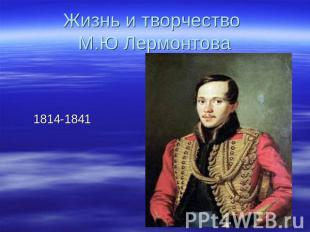 Жизнь и творчество
М.Ю Лермонтова
1814-1841
PPt4WEB.ru